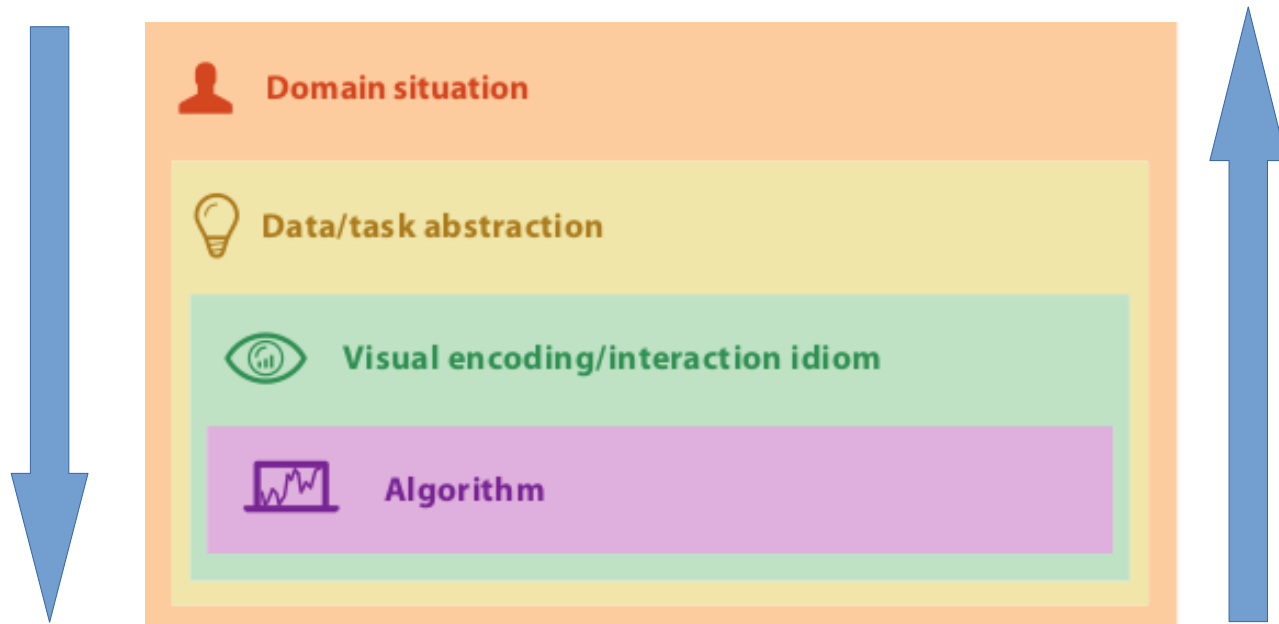 Domain situation
Data/task abstraction
Visual encoding/interaction idiom
Algorithm